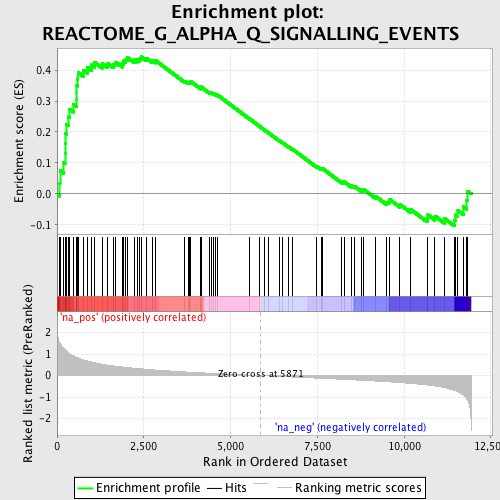 Enrichment plot:
REACTOME_G_ALPHA_Q_SIGNALLING_EVENTS
Enrichment score (ES)
0.4
0.3
0.2
0.1
0.0
-0.1
'na_pos' (positively correlated)
Ranked list metric (PreRanked)
2
1
0
-1
-2
Zero cross at 5871
'na_neg' (negatively correlated)
0
2,500
5,000
7,500
10,000
12,500
Rank in Ordered Dataset
Enrichment profile
Hits
Ranking metric scores